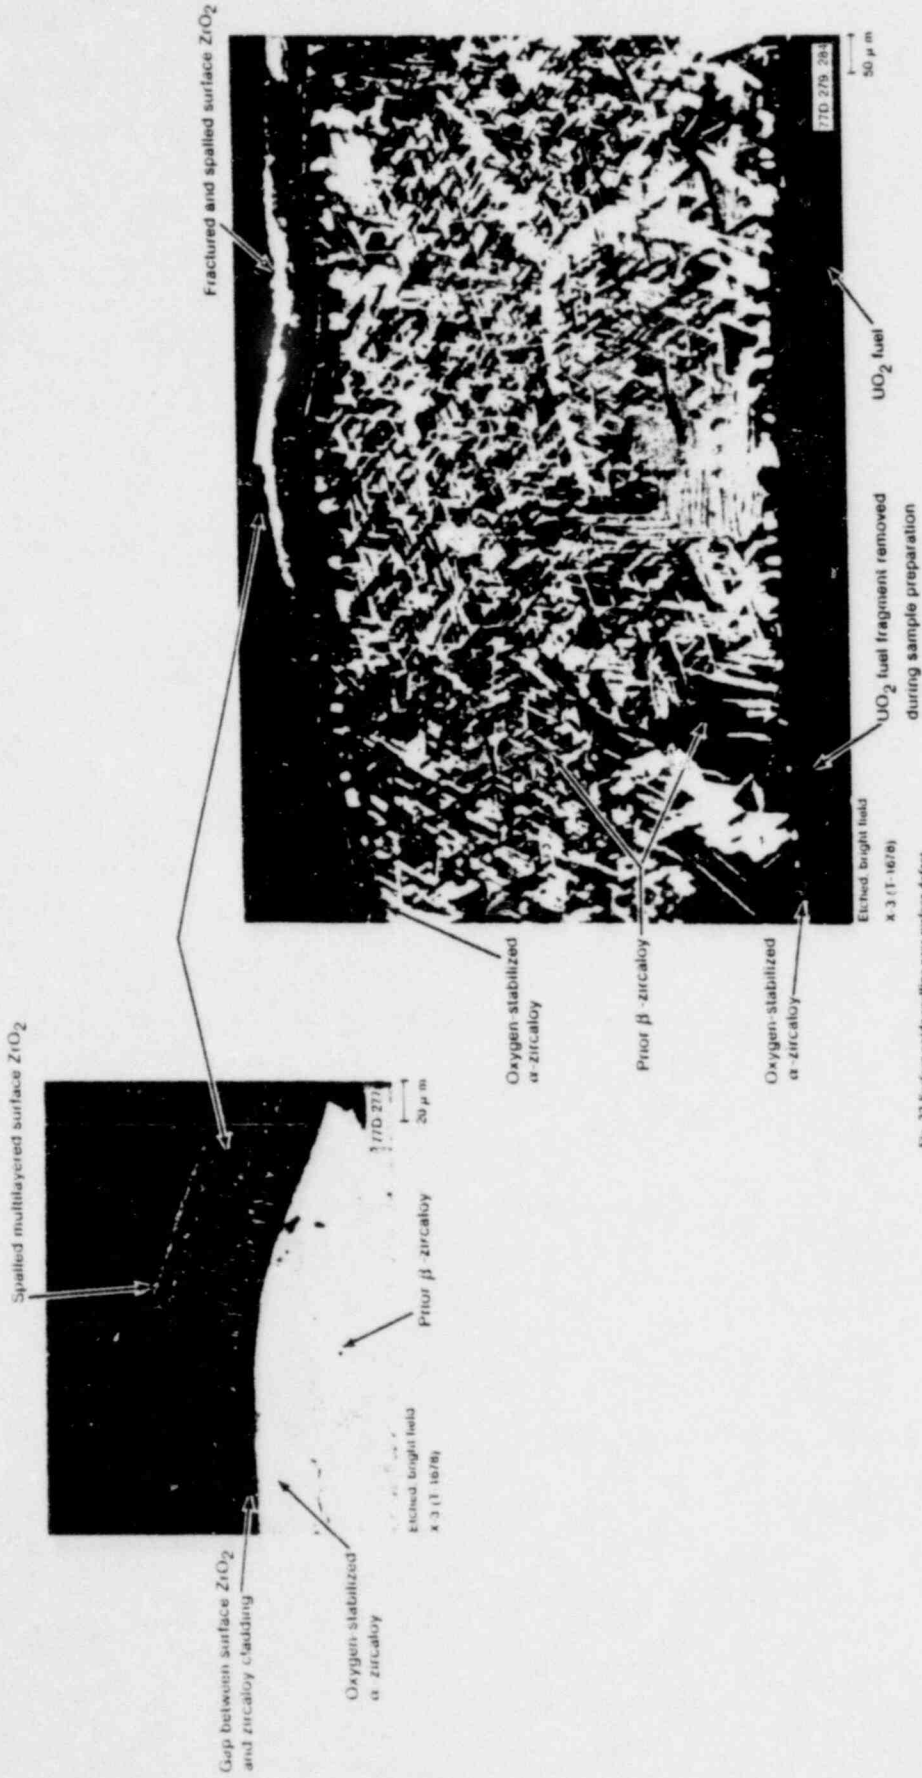 Spalled multilayered surface ZrO2
Gap between surface ZrO2
and zircaloy cladding
Oxygen-stabilized
α-zircaloy
Prior β-zircaloy
Etched, bright field
X-3 (T-1678)
77D 277
20 μm
Fractured and spalled surface ZrO2
Oxygen-stabilized
α-zircaloy
Prior β-zircaloy
Oxygen-stabilized
α-zircaloy
77D 279 284
50 μm
Etched, bright field
X-3 (T-1678)
UO2 fuel fragment removed
during sample preparation
UO2 fuel